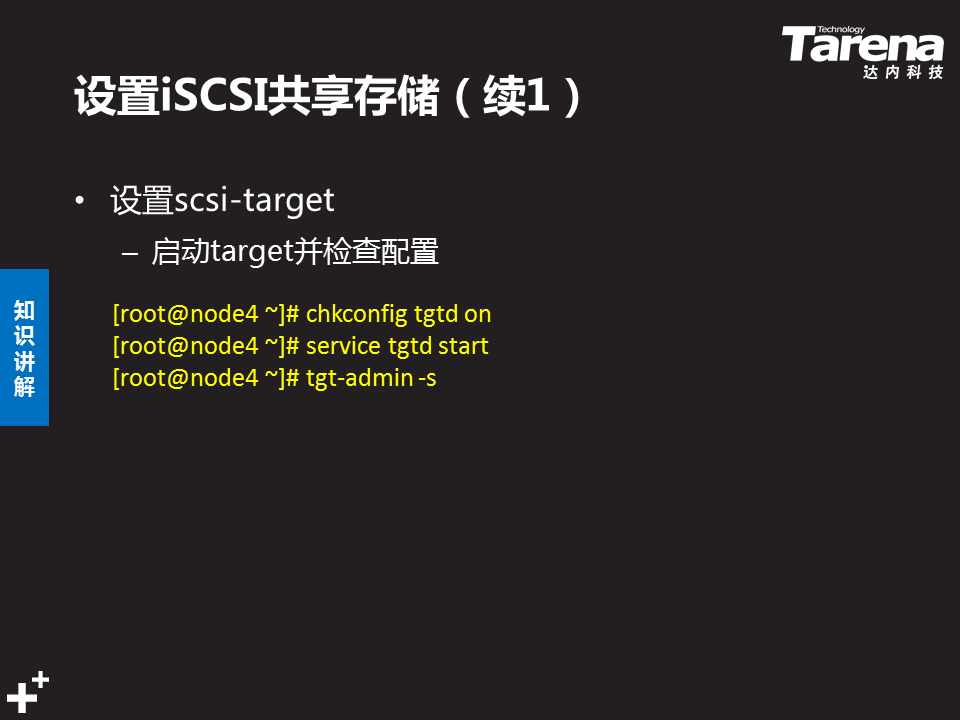 Technology
Tarena
达内科技
设置iSCSI共享存储（续1）
• 设置scsi-target
– 启动target并检查配置
知识讲解
[root@node4 ~]# chkconfig tgtd on
[root@node4 ~]# service tgtd start
[root@node4 ~]# tgt-admin -s